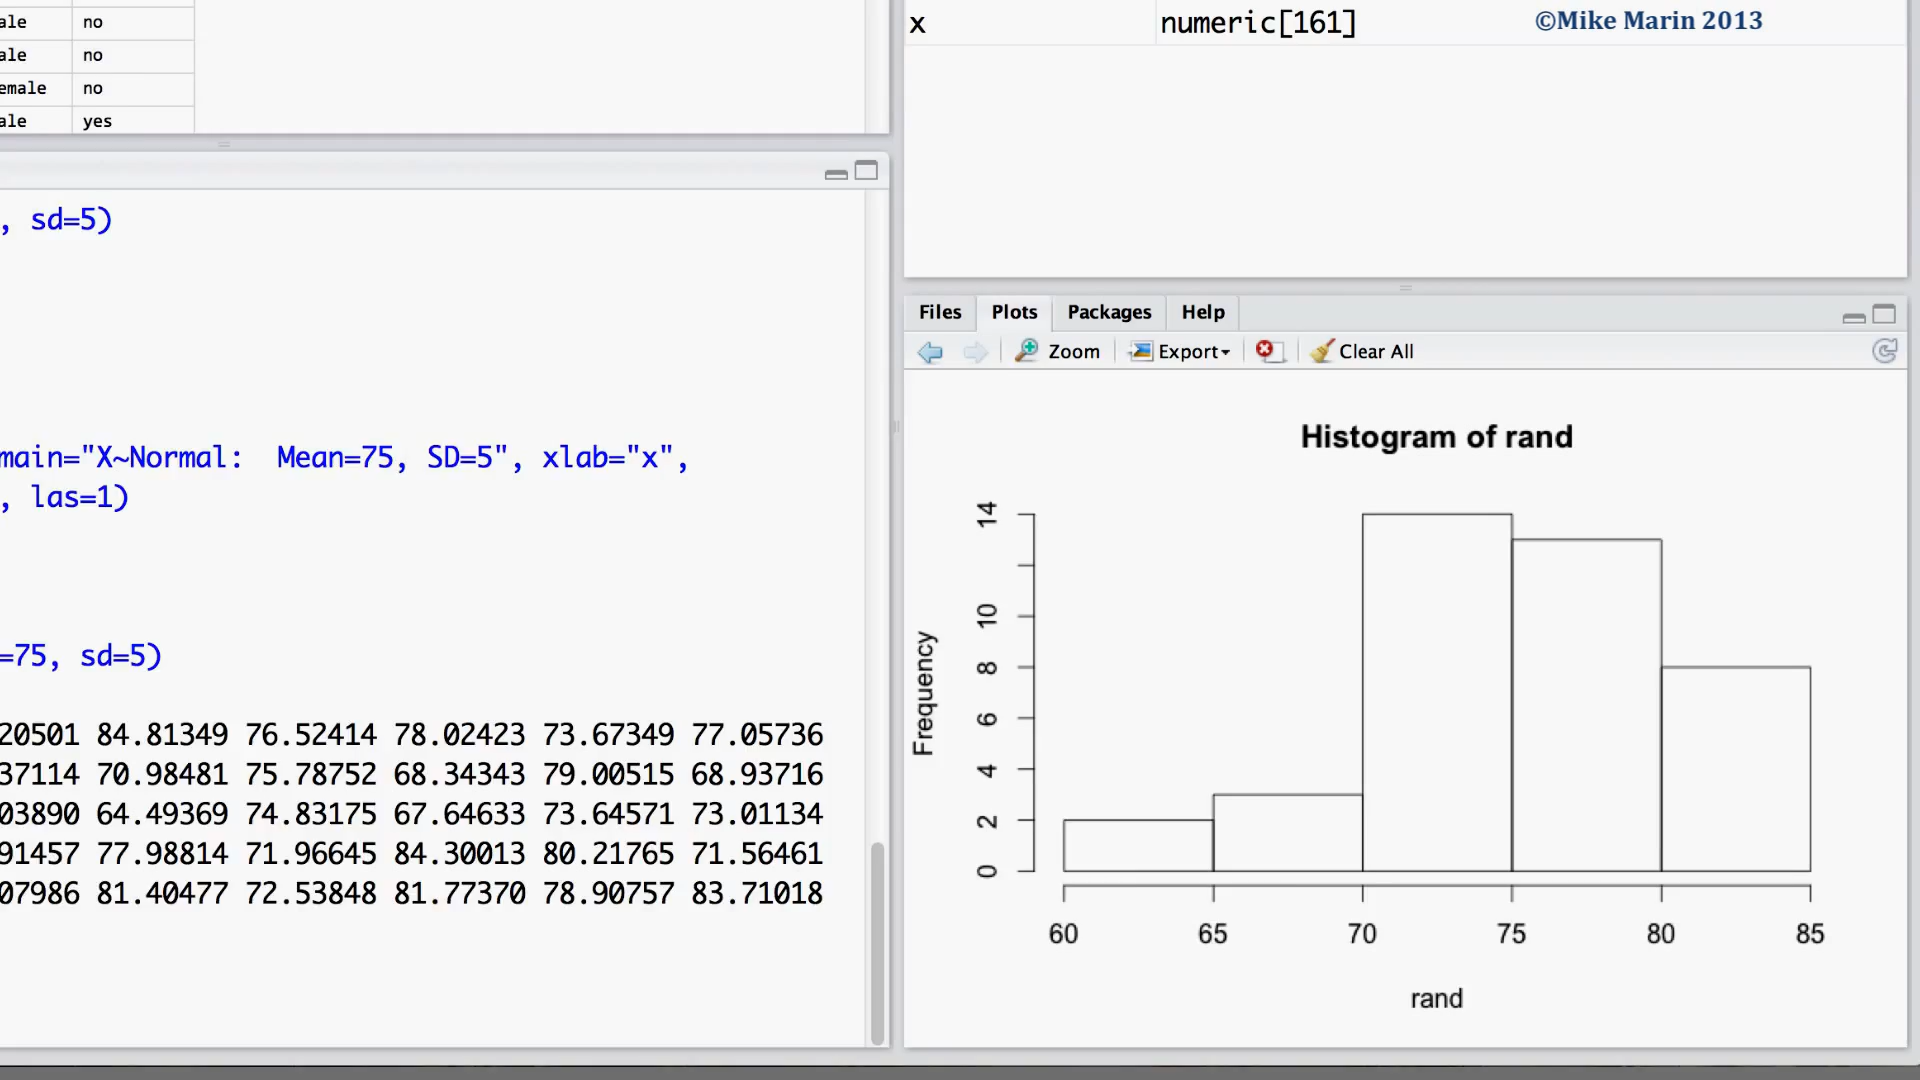 ale no
ale no
emale no
ale yes
, sd=5)
main="X~Normal:  Mean=75, SD=5", xlab="x",
, las=1)
=75, sd=5)
20501 84.81349 76.52414 78.02423 73.67349 77.05736
37114 70.98481 75.78752 68.34343 79.00515 68.93716
03890 64.49369 74.83175 67.64633 73.64571 73.01134
91457 77.98814 71.96645 84.30013 80.21765 71.56461
07986 81.40477 72.53848 81.77370 78.90757 83.71018
x numeric[161] ©Mike Marin 2013
Files Plots Packages Help
Zoom Export Clear All
Histogram of rand
Frequency
14
10
8
6
4
2
0
60 65 70 75 80 85
rand